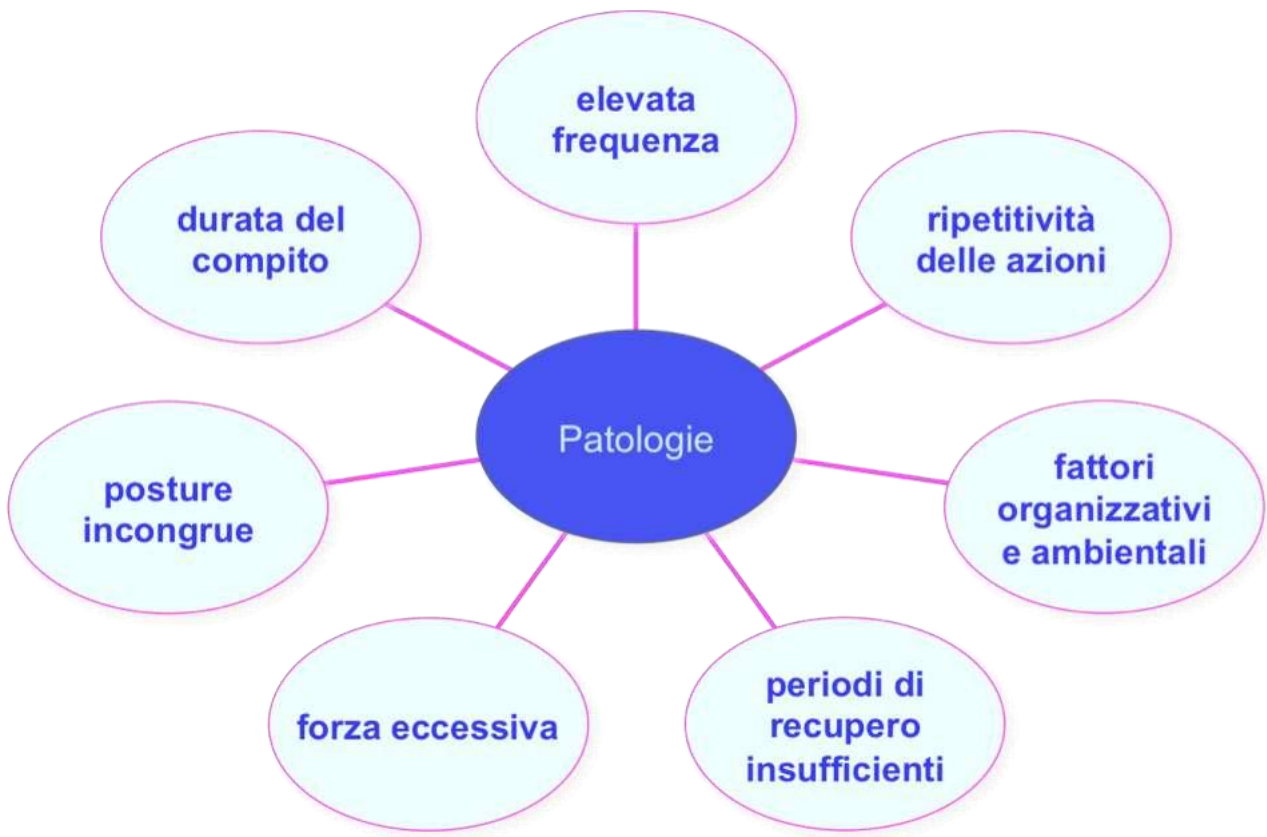 elevata
frequenza
durata del
compito
ripetitività
delle azioni
Patologie
posture
incongrue
fattori
organizzativi
e ambientali
forza eccessiva
periodi di
recupero
insufficienti